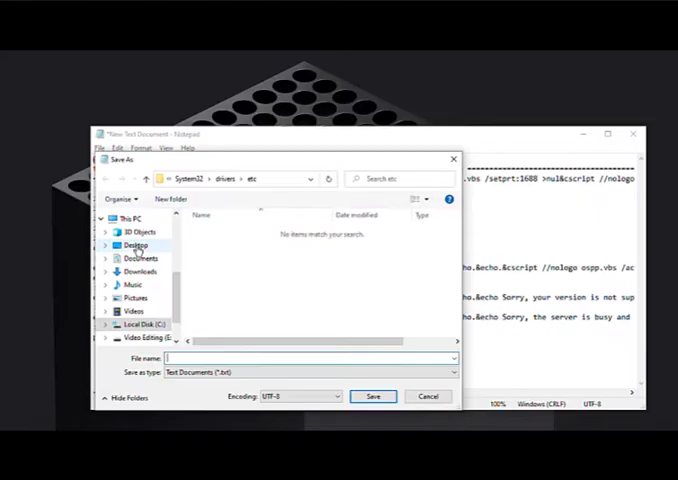 *New Text Document - Notepad
File Edit Format View Help
Save As
System32 drivers etc
Search etc
Organise
New folder
This PC
3D Objects
Desktop
Documents
Downloads
Music
Pictures
Videos
Local Disk (C:)
Video Editing (E:
Name Date modified Type
No items match your search.
.vbs /setprt:1688 >nul&cscript //nologo
ho.&echo.&cscript //nologo ospp.vbs /ac
ho.&echo Sorry, your version is not sup
ho.&echo Sorry, the server is busy and
File name:
Save as type: Text Documents (*.txt)
Hide Folders
Encoding: UTF-8
Save
Cancel
100% Windows (CRLF) UTF-8